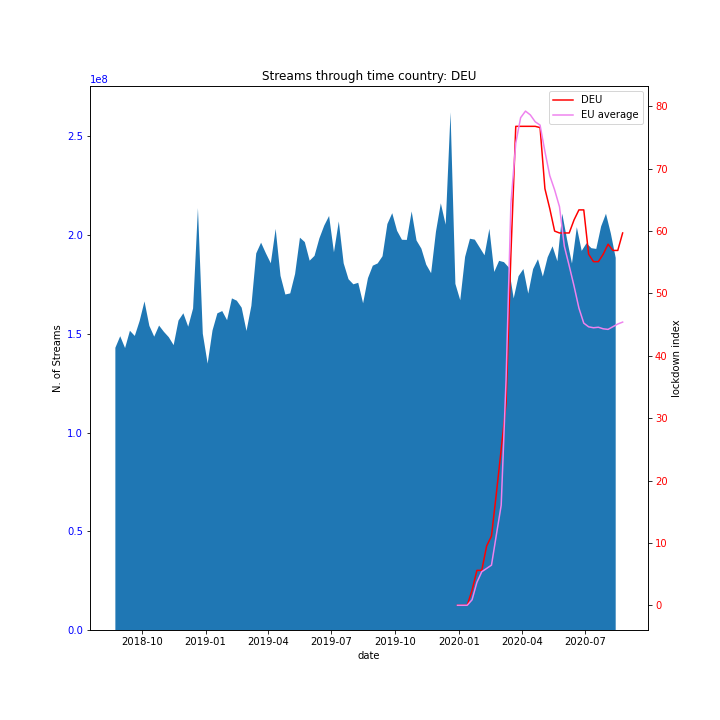 Streams through time country: DEU
1e8
DEU
EU average
2.5
2.0
1.5
1.0
0.5
0.0
N. of Streams
80
70
60
50
40
30
20
10
0
lockdown index
2018-10 2019-01 2019-04 2019-07 2019-10 2020-01 2020-04 2020-07
date